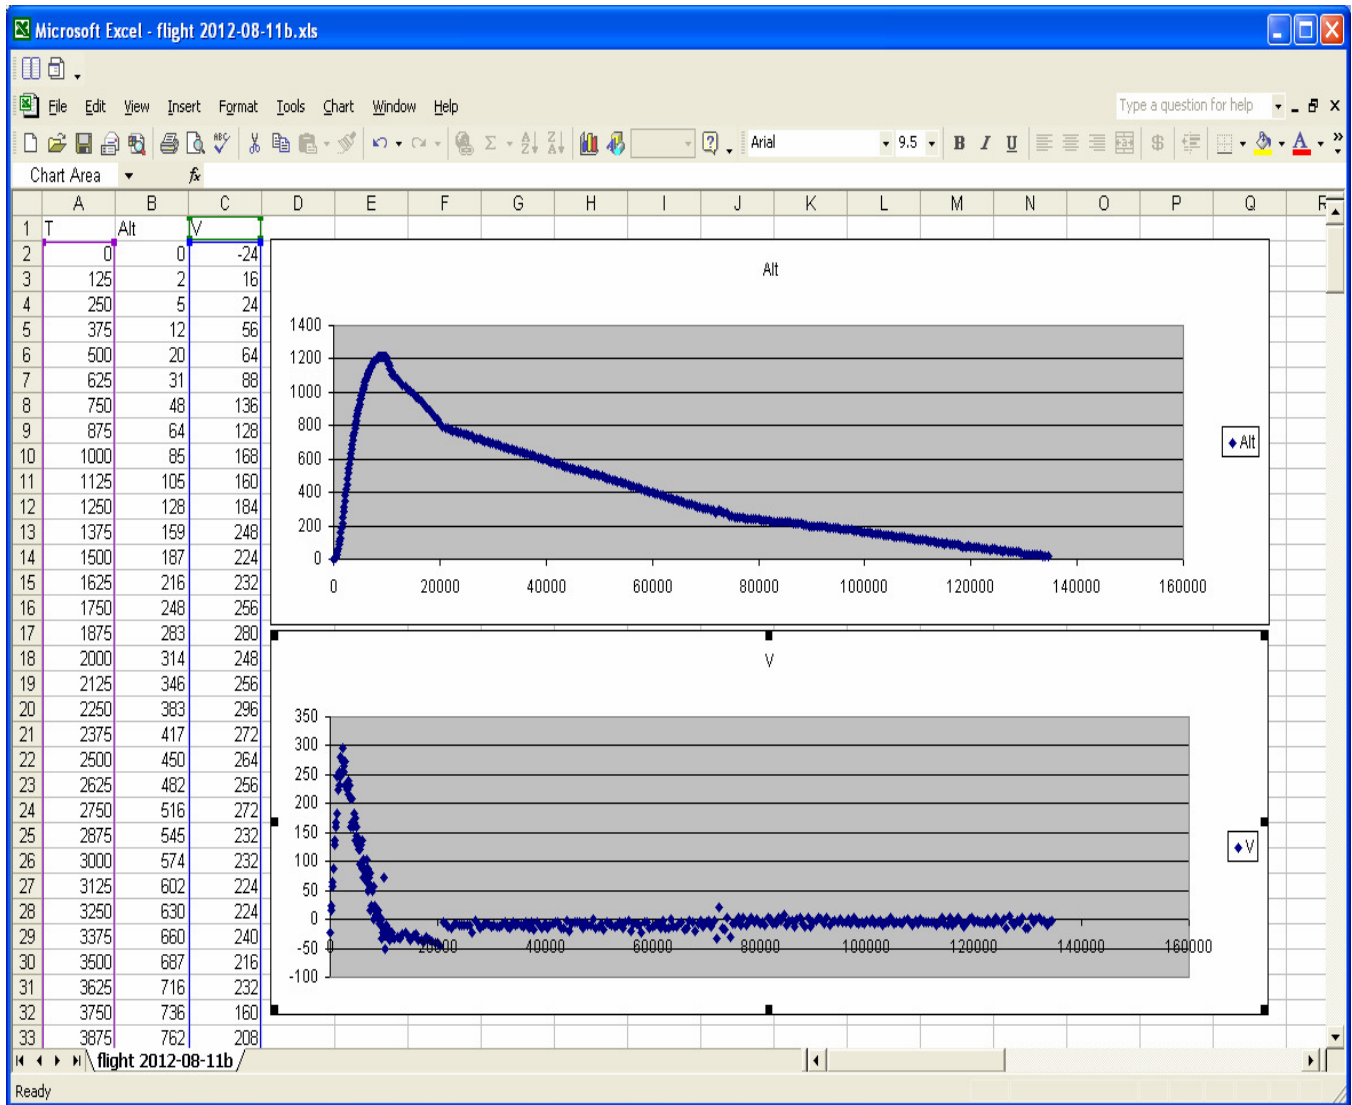 Microsoft Excel - flight 2012-08-11b.xls
File Edit View Insert Format Tools Chart Window Help
Type a question for help
Arial 9.5 B I U $ A
Chart Area fx
A B C D E F G H I J K L M N O P Q R
1 T Alt V
2 0 0 -24
3 125 2 16
4 250 5 24
5 375 12 56
6 500 20 64
7 625 31 88
8 750 48 136
9 875 64 128
10 1000 85 168
11 1125 105 160
12 1250 128 184
13 1375 159 248
14 1500 187 224
15 1625 216 232
16 1750 248 256
17 1875 283 280
18 2000 314 248
19 2125 346 256
20 2250 383 296
21 2375 417 272
22 2500 450 264
23 2625 482 256
24 2750 516 272
25 2875 545 232
26 3000 574 232
27 3125 602 224
28 3250 630 224
29 3375 660 240
30 3500 687 216
31 3625 716 232
32 3750 736 160
33 3875 762 208
Alt
1400
1200
1000
800
600
400
200
0
0 20000 40000 60000 80000 100000 120000 140000 160000
Alt
V
350
300
250
200
150
100
50
0
-50
-100
0 20000 40000 60000 80000 100000 120000 140000 160000
V
flight 2012-08-11b
Ready